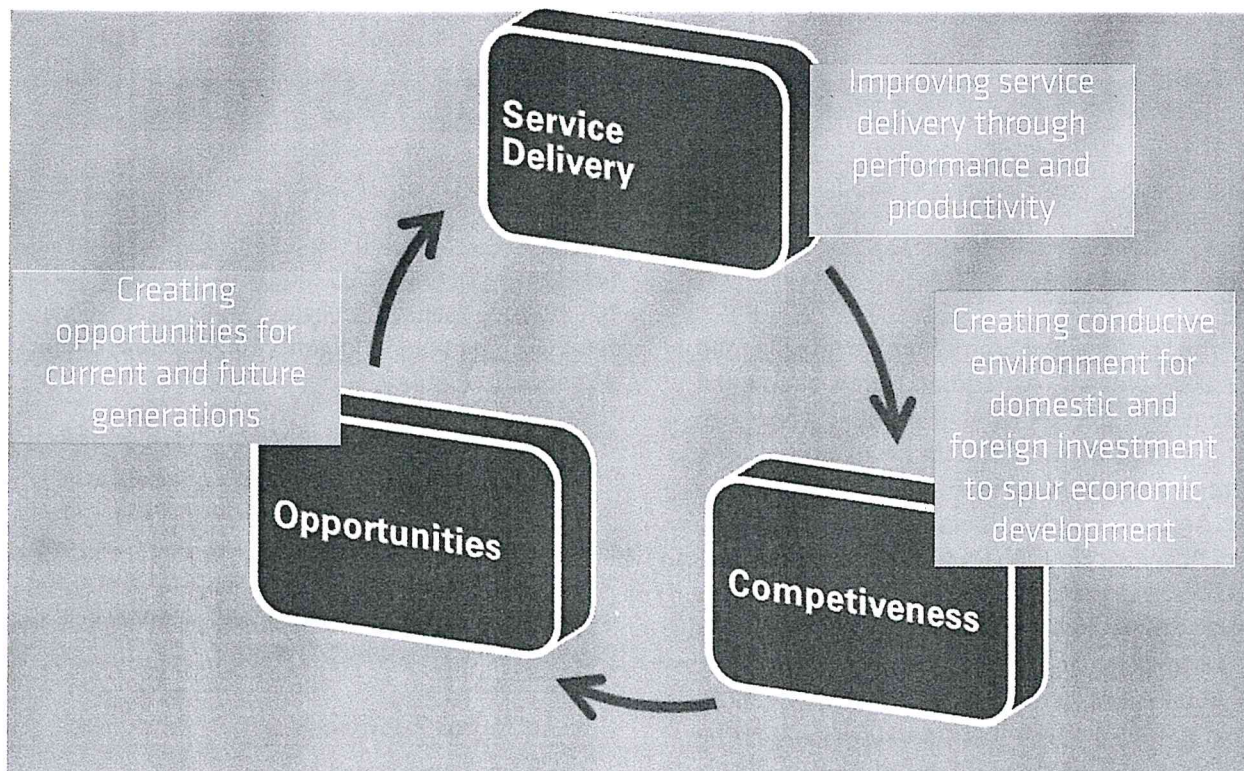 Service
Delivery
Improving service
delivery through
performance and
productivity
Creating conducive
environment for
domestic and
foreign investment
to spur economic
development
Competiveness
Opportunities
Creating
opportunities for
current and future
generations